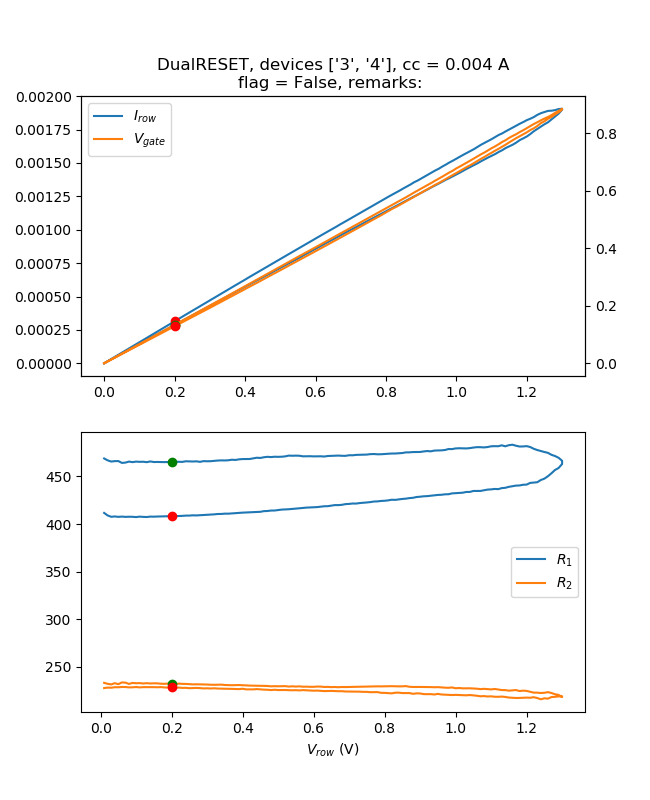 DualRESET, devices ['3', '4'], cc = 0.004 A
flag = False, remarks:
0.00200
0.00175
0.00150
0.00125
0.00100
0.00075
0.00050
0.00025
0.00000
I_row
V_gate
0.8
0.6
0.4
0.2
0.0
0.0 0.2 0.4 0.6 0.8 1.0 1.2
450
400
350
300
250
R_1
R_2
0.0 0.2 0.4 0.6 0.8 1.0 1.2
V_row (V)